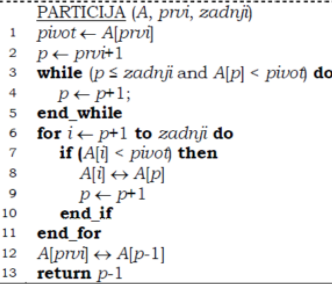 PARTICIJA (A, prvi, zadnji)
1 pivot ← A[prvi]
2 p ← prvi+1
3 while (p ≤ zadnji and A[p] < pivot) do
4 p ← p+1;
5 end_while
6 for i ← p+1 to zadnji do
7 if (A[i] < pivot) then
8 A[i] ↔ A[p]
9 p ← p+1
10 end_if
11 end_for
12 A[prvi] ↔ A[p-1]
13 return p-1